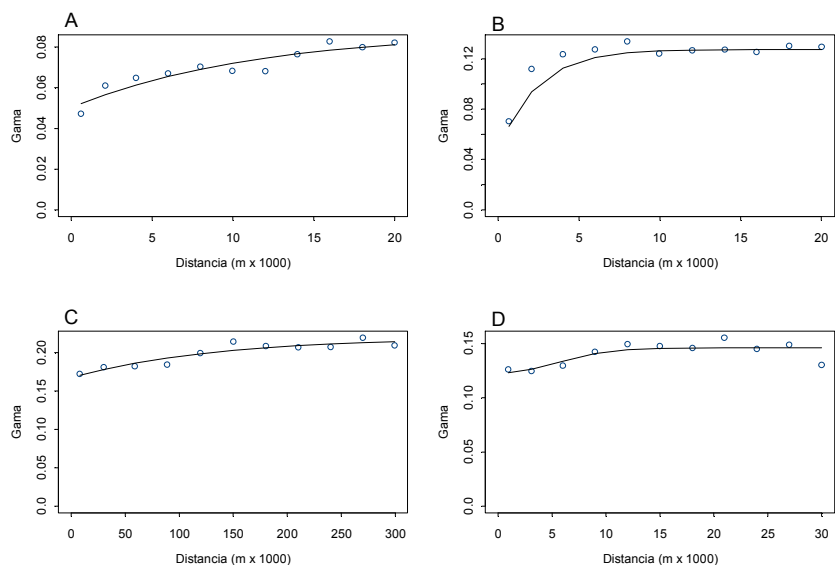 A
Gama
0.0 0.02 0.04 0.06 0.08
0 5 10 15 20
Distancia (m x 1000)
B
Gama
0.0 0.04 0.08 0.12
0 5 10 15 20
Distancia (m x 1000)
C
Gama
0.0 0.05 0.10 0.15 0.20
0 50 100 150 200 250 300
Distancia (m x 1000)
D
Gama
0.0 0.05 0.10 0.15
0 5 10 15 20 25 30
Distancia (m x 1000)